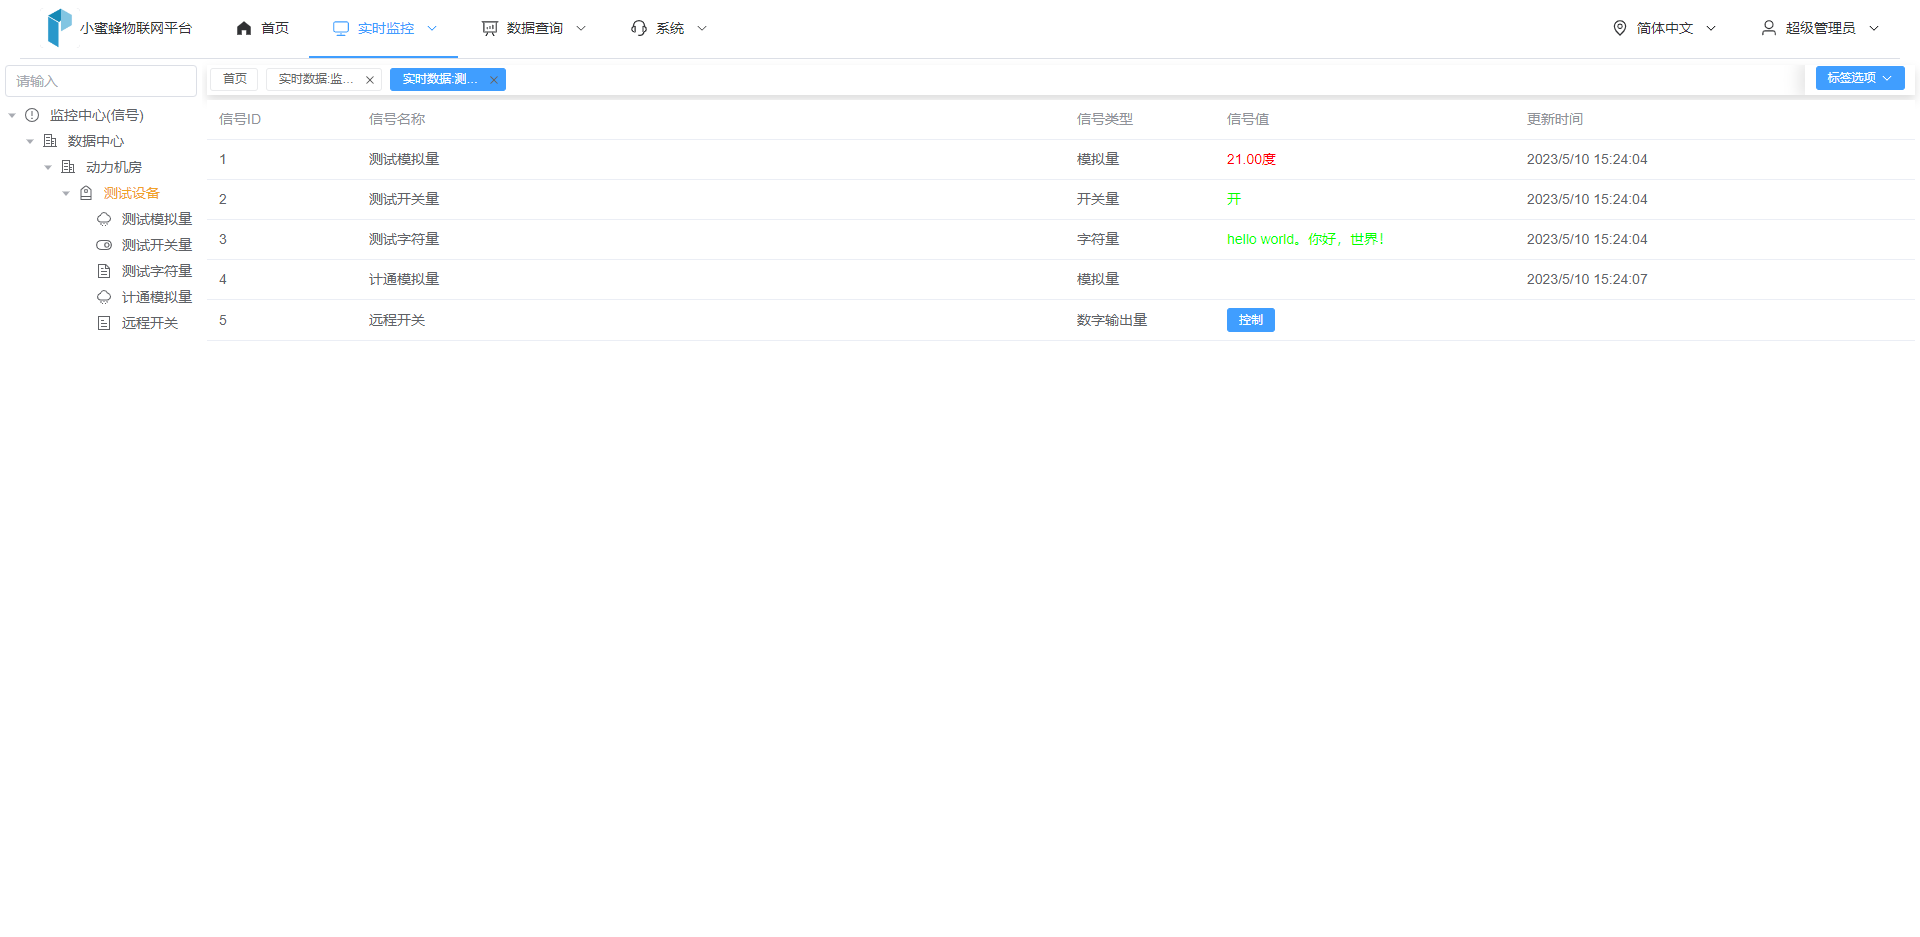 小蜜蜂物联网平台 首页 实时监控 数据查询 系统 简体中文 超级管理员
请输入 首页 实时数据:监... 实时数据:测... 标签选项
监控中心(信号)
数据中心
动力机房
测试设备
测试模拟量
测试开关量
测试字符量
计通模拟量
远程开关
信号ID 信号名称 信号类型 信号值 更新时间
1 测试模拟量 模拟量 21.00度 2023/5/10 15:24:04
2 测试开关量 开关量 开 2023/5/10 15:24:04
3 测试字符量 字符量 hello world。你好，世界！ 2023/5/10 15:24:04
4 计通模拟量 模拟量 2023/5/10 15:24:07
5 远程开关 数字输出量 控制